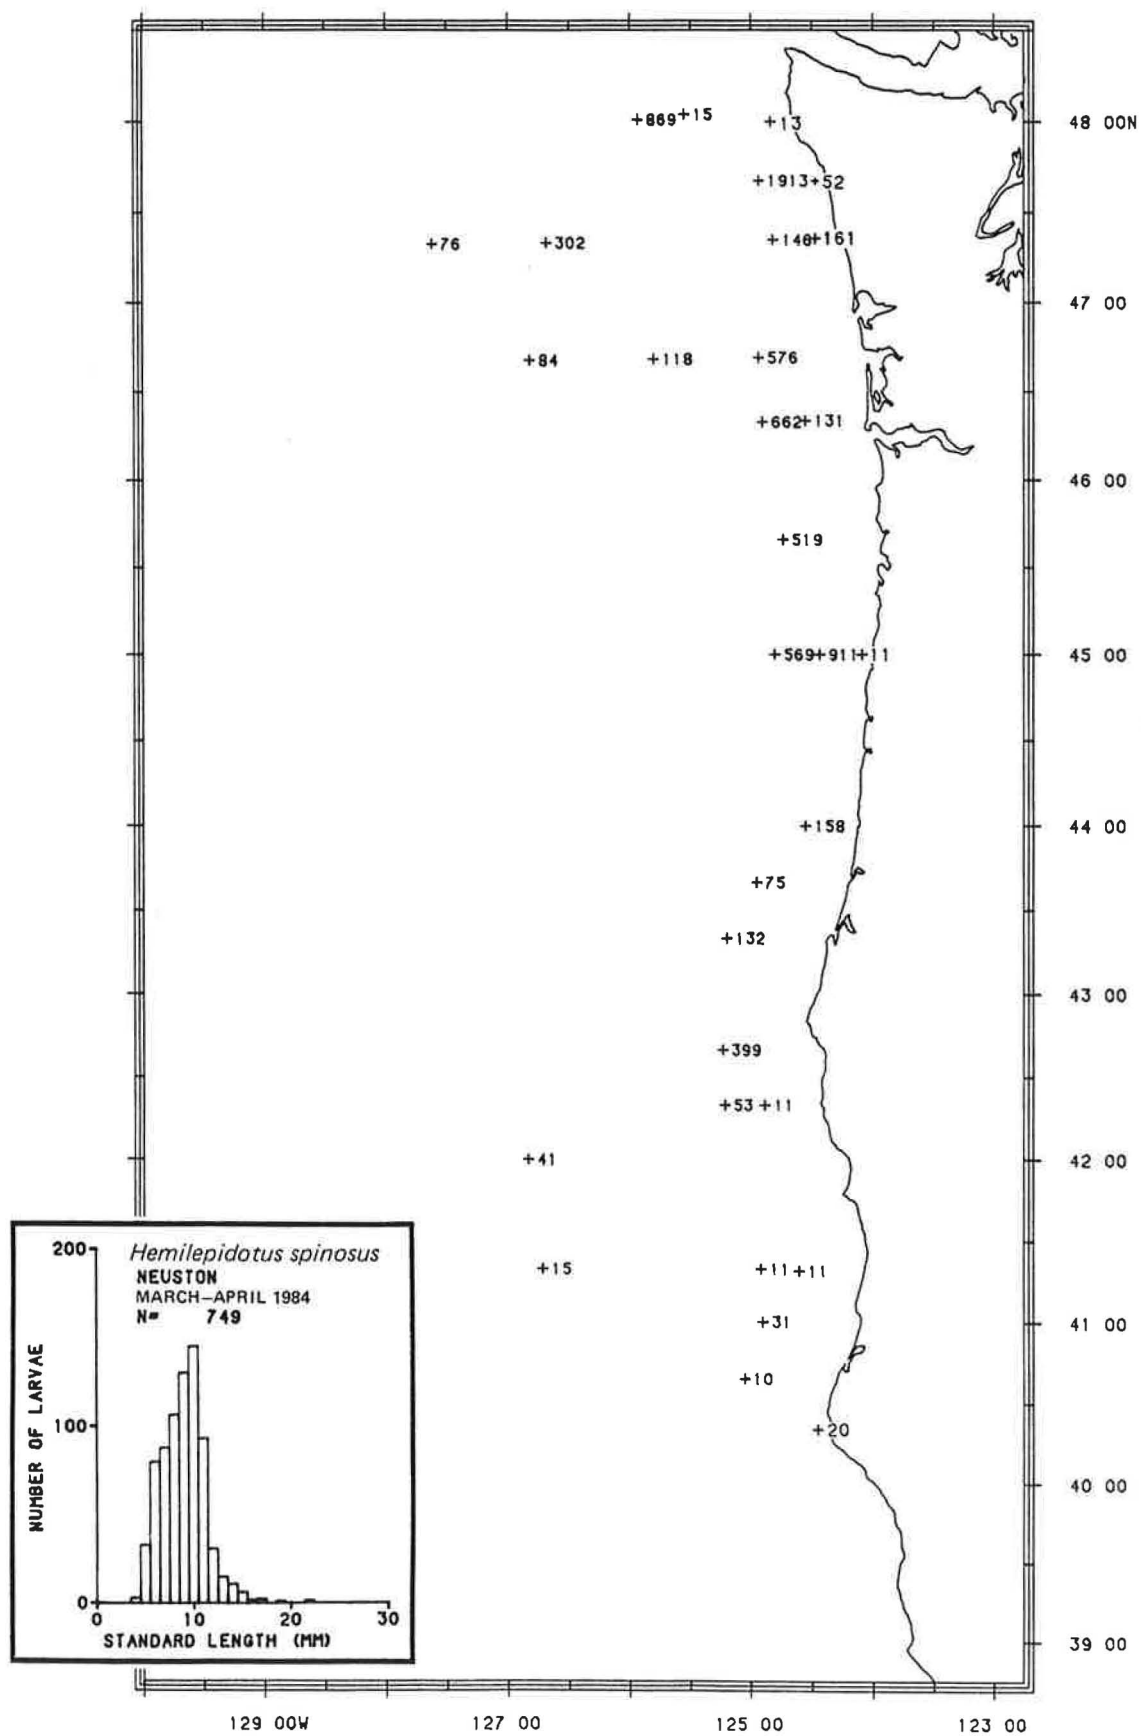 +869 +15 +13 48 00N
+1913 +52
+76 +302 +140 +161
47 00
+84 +118 +576
+662 +131
46 00
+519
+569 +911 +11 45 00
+158 44 00
+75
+132
43 00
+399
+53 +11
+41 42 00
+15 +11 +11
+31 41 00
+10
+20
40 00
39 00
129 00W 127 00 125 00 123 00
Hemilepidotus spinosus
NEUSTON
MARCH–APRIL 1984
N= 749
NUMBER OF LARVAE
200
100
0
0 10 20 30
STANDARD LENGTH (MM)